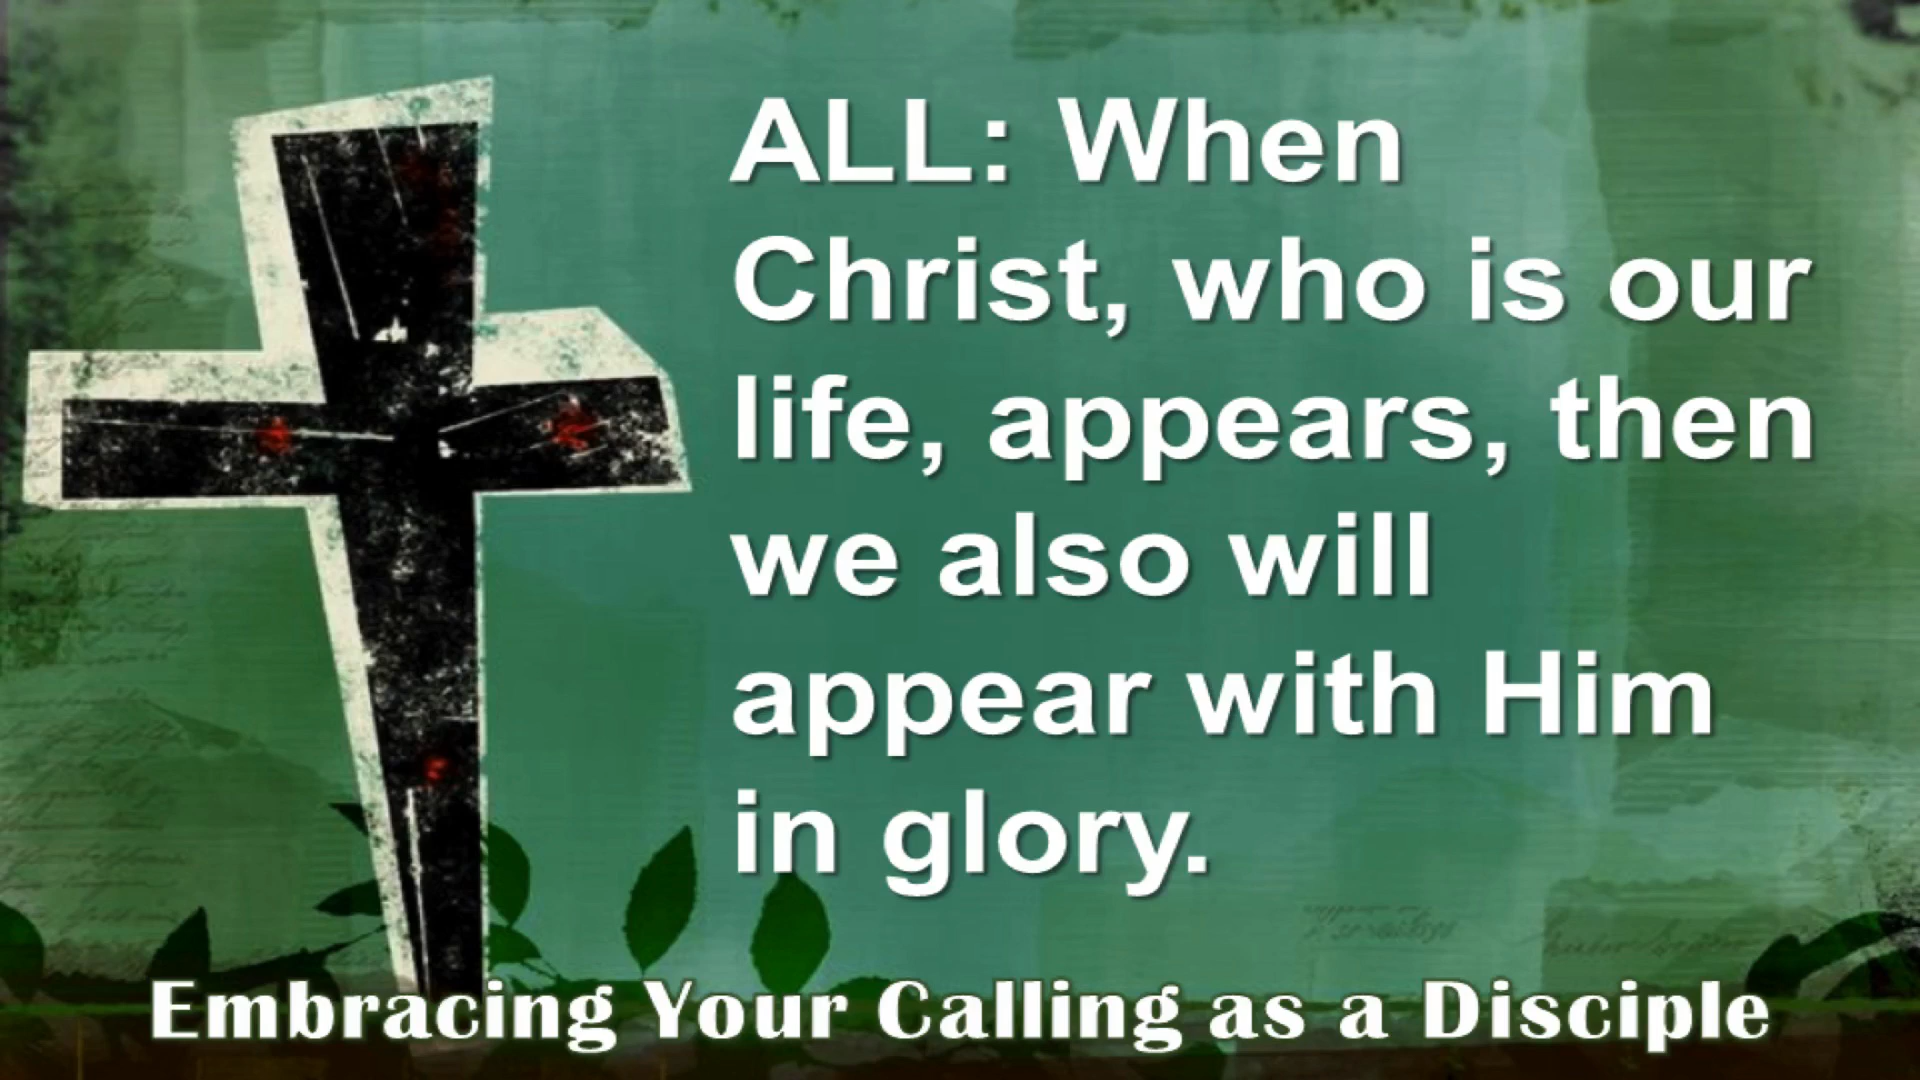 ALL: When
Christ, who is our
life, appears, then
we also will
appear with Him
in glory.
Embracing Your Calling as a Disciple